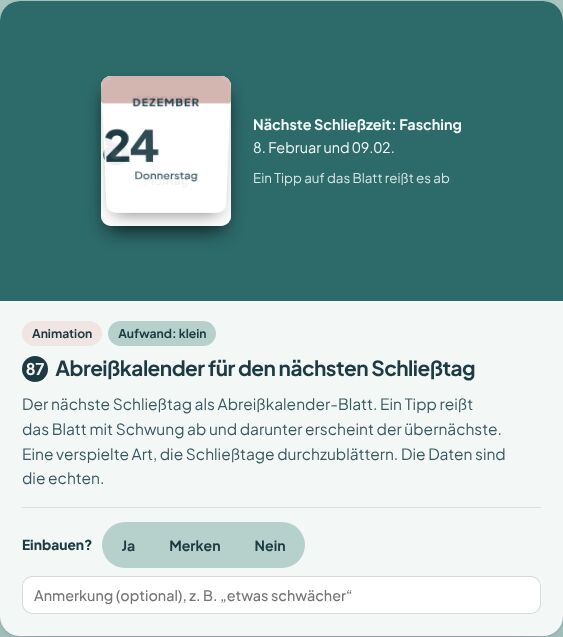 DEZEMBER
24
Donnerstag
Nächste Schließzeit: Fasching
8. Februar und 09.02.
Ein Tipp auf das Blatt reißt es ab
Animation
Aufwand: klein
87 Abreißkalender für den nächsten Schließtag
Der nächste Schließtag als Abreißkalender-Blatt. Ein Tipp reißt
das Blatt mit Schwung ab und darunter erscheint der übernächste.
Eine verspielte Art, die Schließtage durchzublättern. Die Daten sind
die echten.
Einbauen?
Ja
Merken
Nein
Anmerkung (optional), z. B. „etwas schwächer“